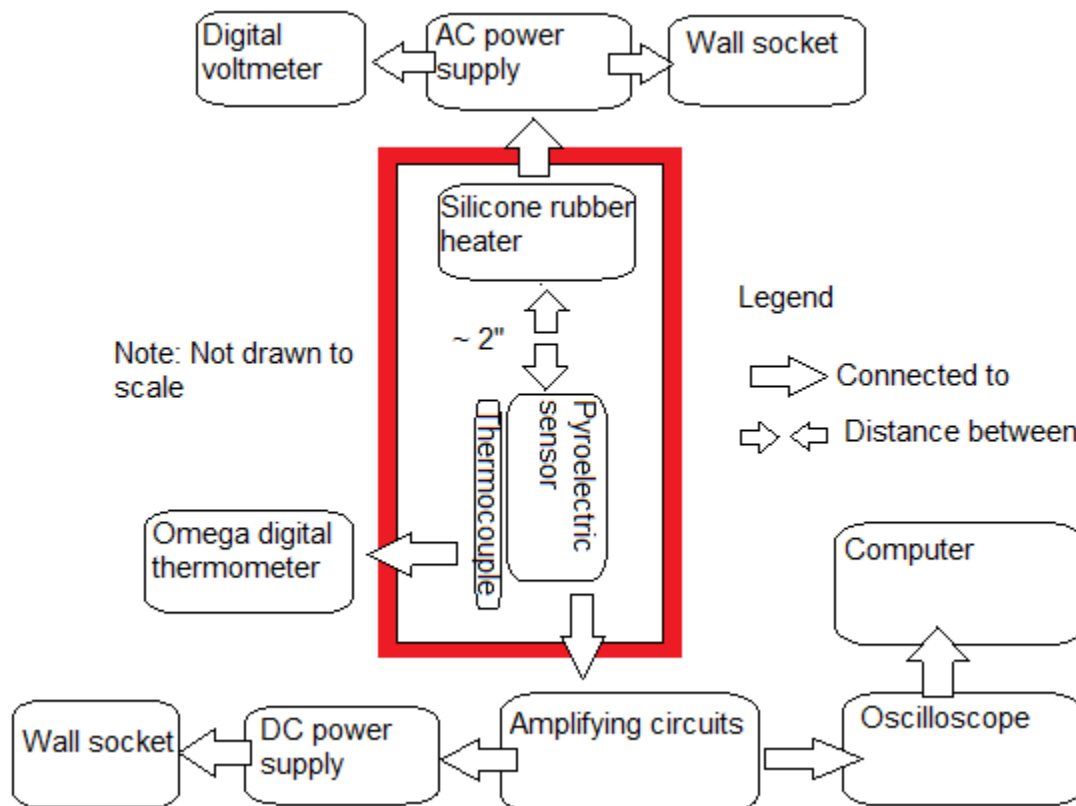 Digital
voltmeter
AC power
supply
Wall socket
Silicone rubber
heater
~ 2"
Note: Not drawn to
scale
Legend
Connected to
Distance between
Pyroelectric
sensor
Thermocouple
Omega digital
thermometer
Computer
Wall socket
DC power
supply
Amplifying circuits
Oscilloscope